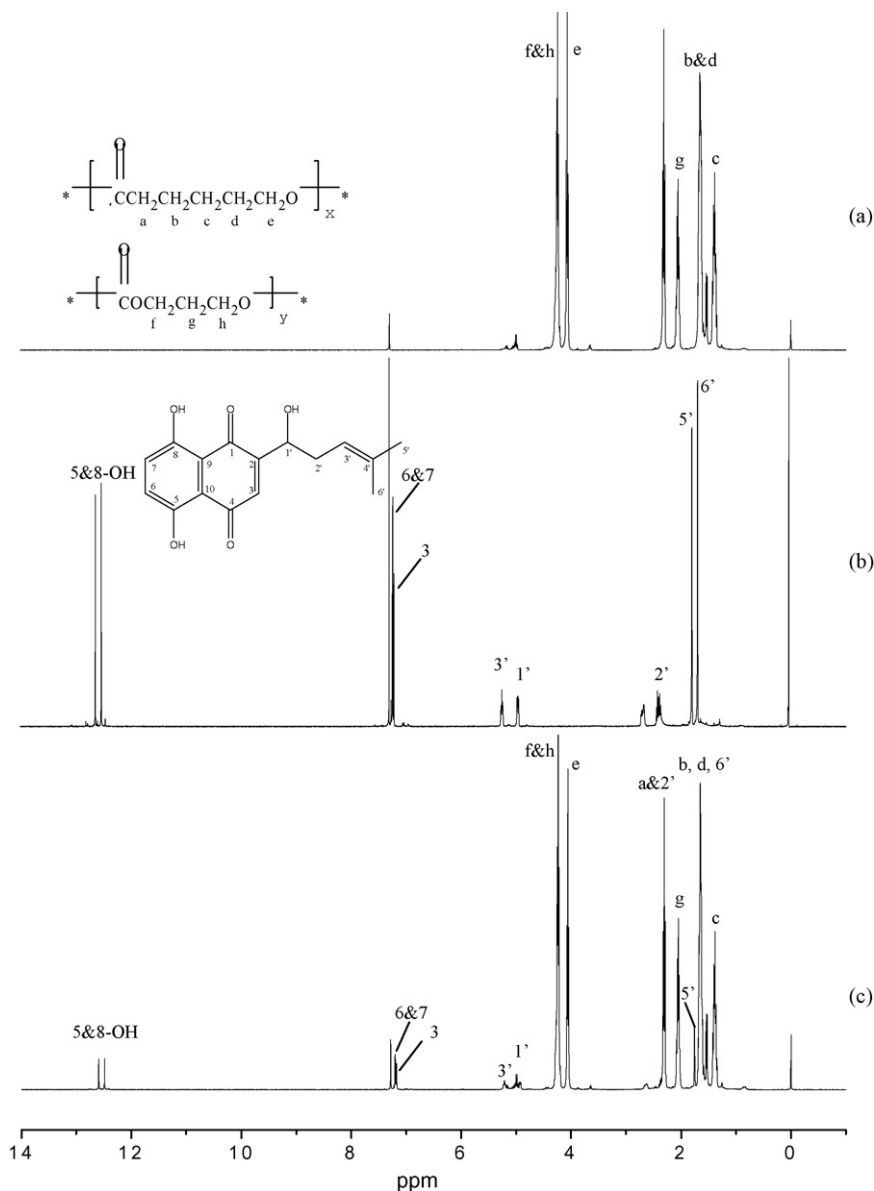 f&h e b&d
g c
O
* [ CCH₂CH₂CH₂CH₂CH₂O ]x *
a b c d e
(a)
O
* [ COCH₂CH₂CH₂O ]y *
f g h
5' 6'
OH O OH
5&8-OH
8 1 1' 3' 5'
7 9 2 2' 4'
6 10 3 6'
5 4
OH O
6&7
3
(b)
3' 1' 2'
f&h e a&2' b, d, 6'
g c
5'
(c)
5&8-OH 6&7 3 3' 1'
14 12 10 8 6 4 2 0
ppm